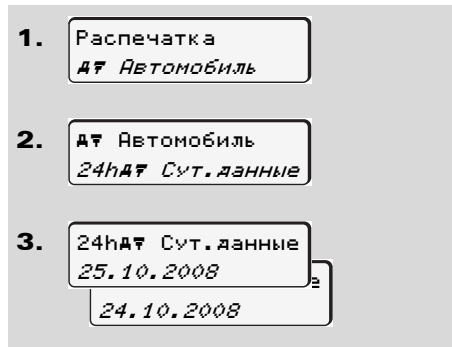 1. Распечатка
Автомобиль
2. Автомобиль
24h Сут.данные
3. 24h Сут.данные
25.10.2008
24.10.2008